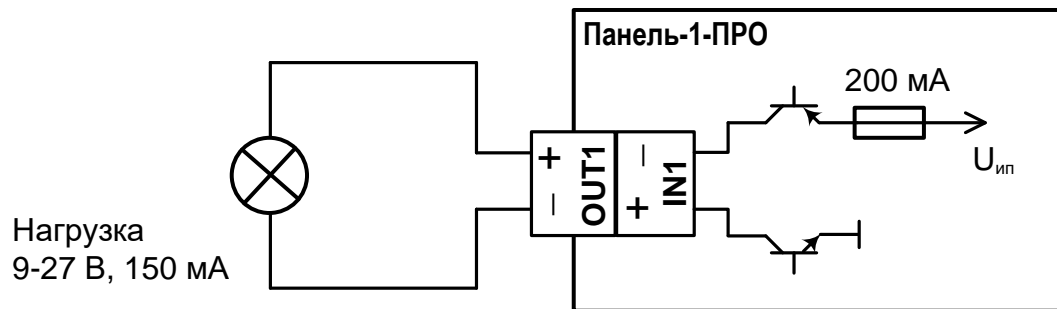 Панель-1-ПРО
200 мА
Uип
+
−
OUT1
−
+
IN1
Нагрузка
9-27 В, 150 мА